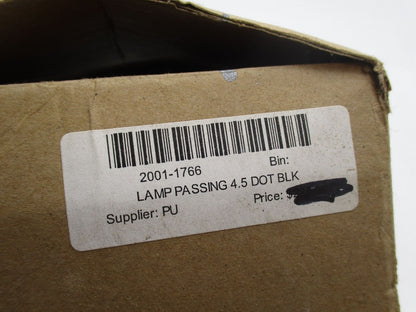 2001-1766 Bin:
LAMP PASSING 4.5 DOT BLK
Supplier: PU Price: $